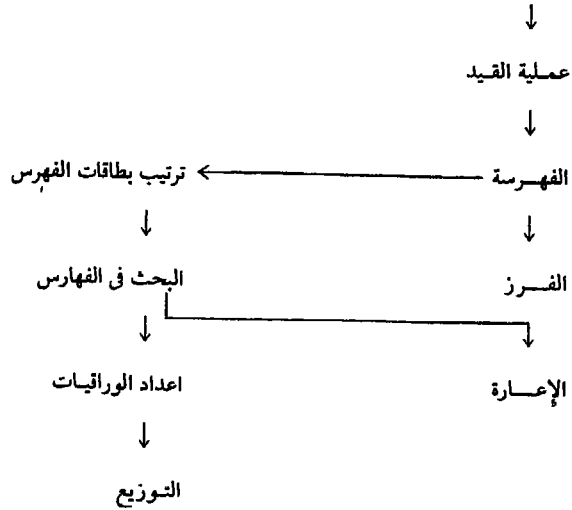 عملية القيد
الفهرسة
ترتيب بطاقات الفهرس
الفرز
البحث فى الفهارس
الإعارة
اعداد الوراقيات
التوزيع